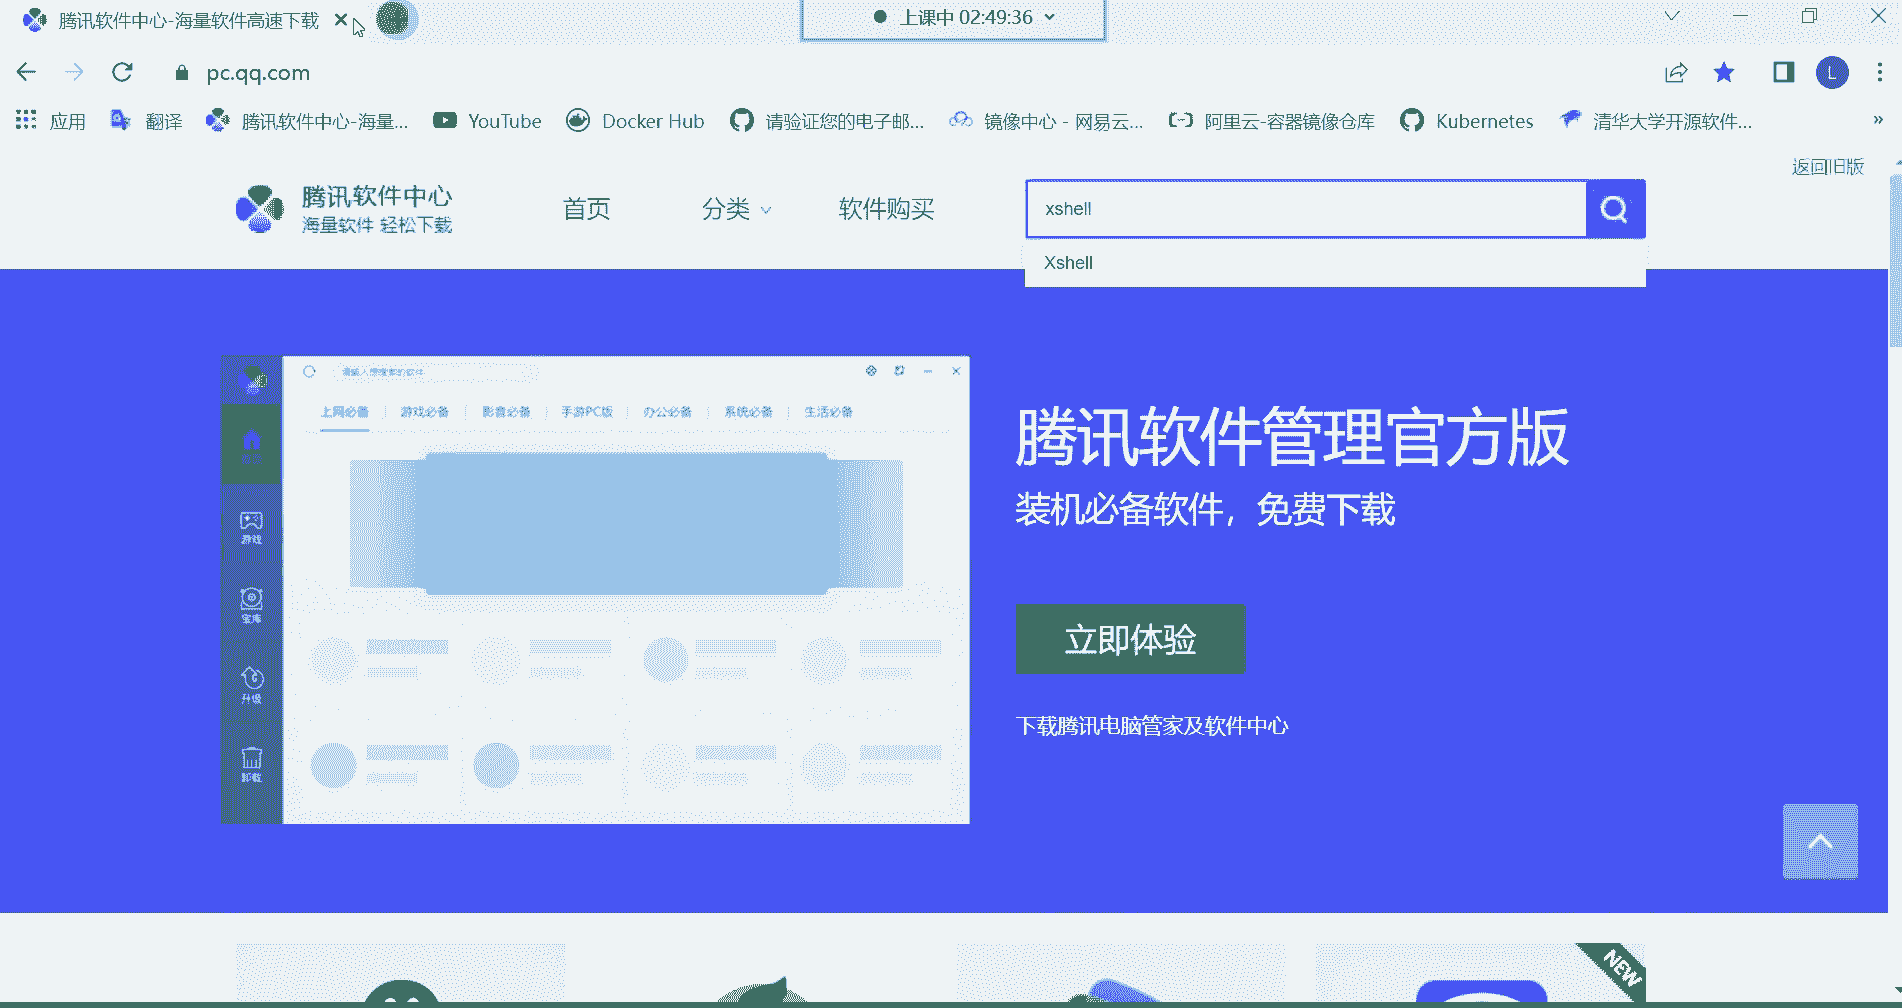 腾讯软件中心-海量软件高速下载
上课中 02:49:36
pc.qq.com
L
应用
翻译
腾讯软件中心-海量...
YouTube
Docker Hub
请验证您的电子邮...
镜像中心 - 网易云...
阿里云-容器镜像仓库
Kubernetes
清华大学开源软件...
»
返回旧版
腾讯软件中心
海量软件 轻松下载
首页
分类
软件购买
xshell
Xshell
上网必备
游戏必备
影音必备
手游PC版
办公必备
系统必备
生活必备
游戏
宝库
升级
卸载
腾讯软件管理官方版
装机必备软件，免费下载
立即体验
下载腾讯电脑管家及软件中心
NEW